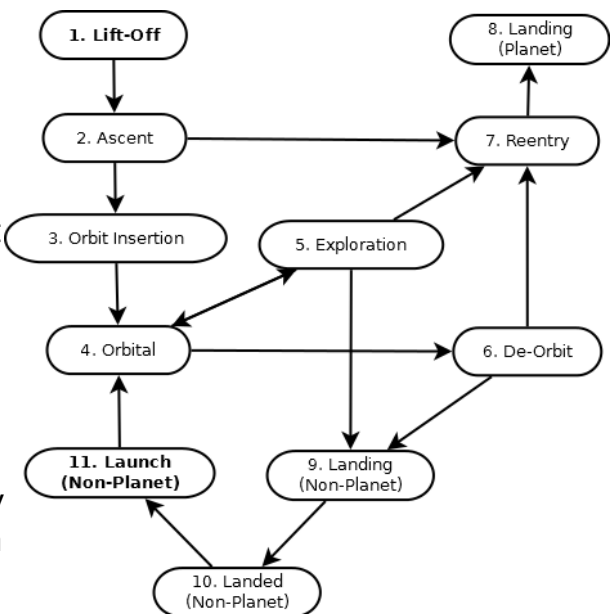 1. Lift-Off
8. Landing
(Planet)
2. Ascent
7. Reentry
3. Orbit Insertion
5. Exploration
4. Orbital
6. De-Orbit
11. Launch
(Non-Planet)
9. Landing
(Non-Planet)
10. Landed
(Non-Planet)